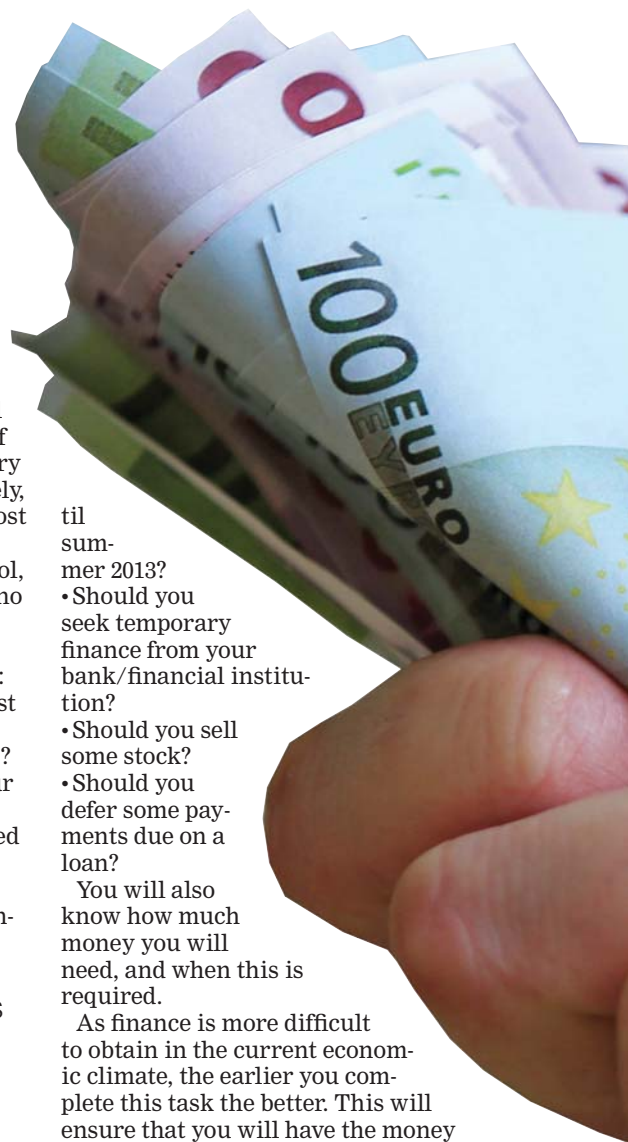 100
EURO
til
sum-
mer 2013?
• Should you
seek temporary
finance from your
bank/financial institu-
tion?
• Should you sell
some stock?
• Should you
defer some pay-
ments due on a
loan?
You will also
know how much
money you will
need, and when this is
required.
As finance is more difficult
to obtain in the current econom-
ic climate, the earlier you com-
plete this task the better. This will
ensure that you will have the money